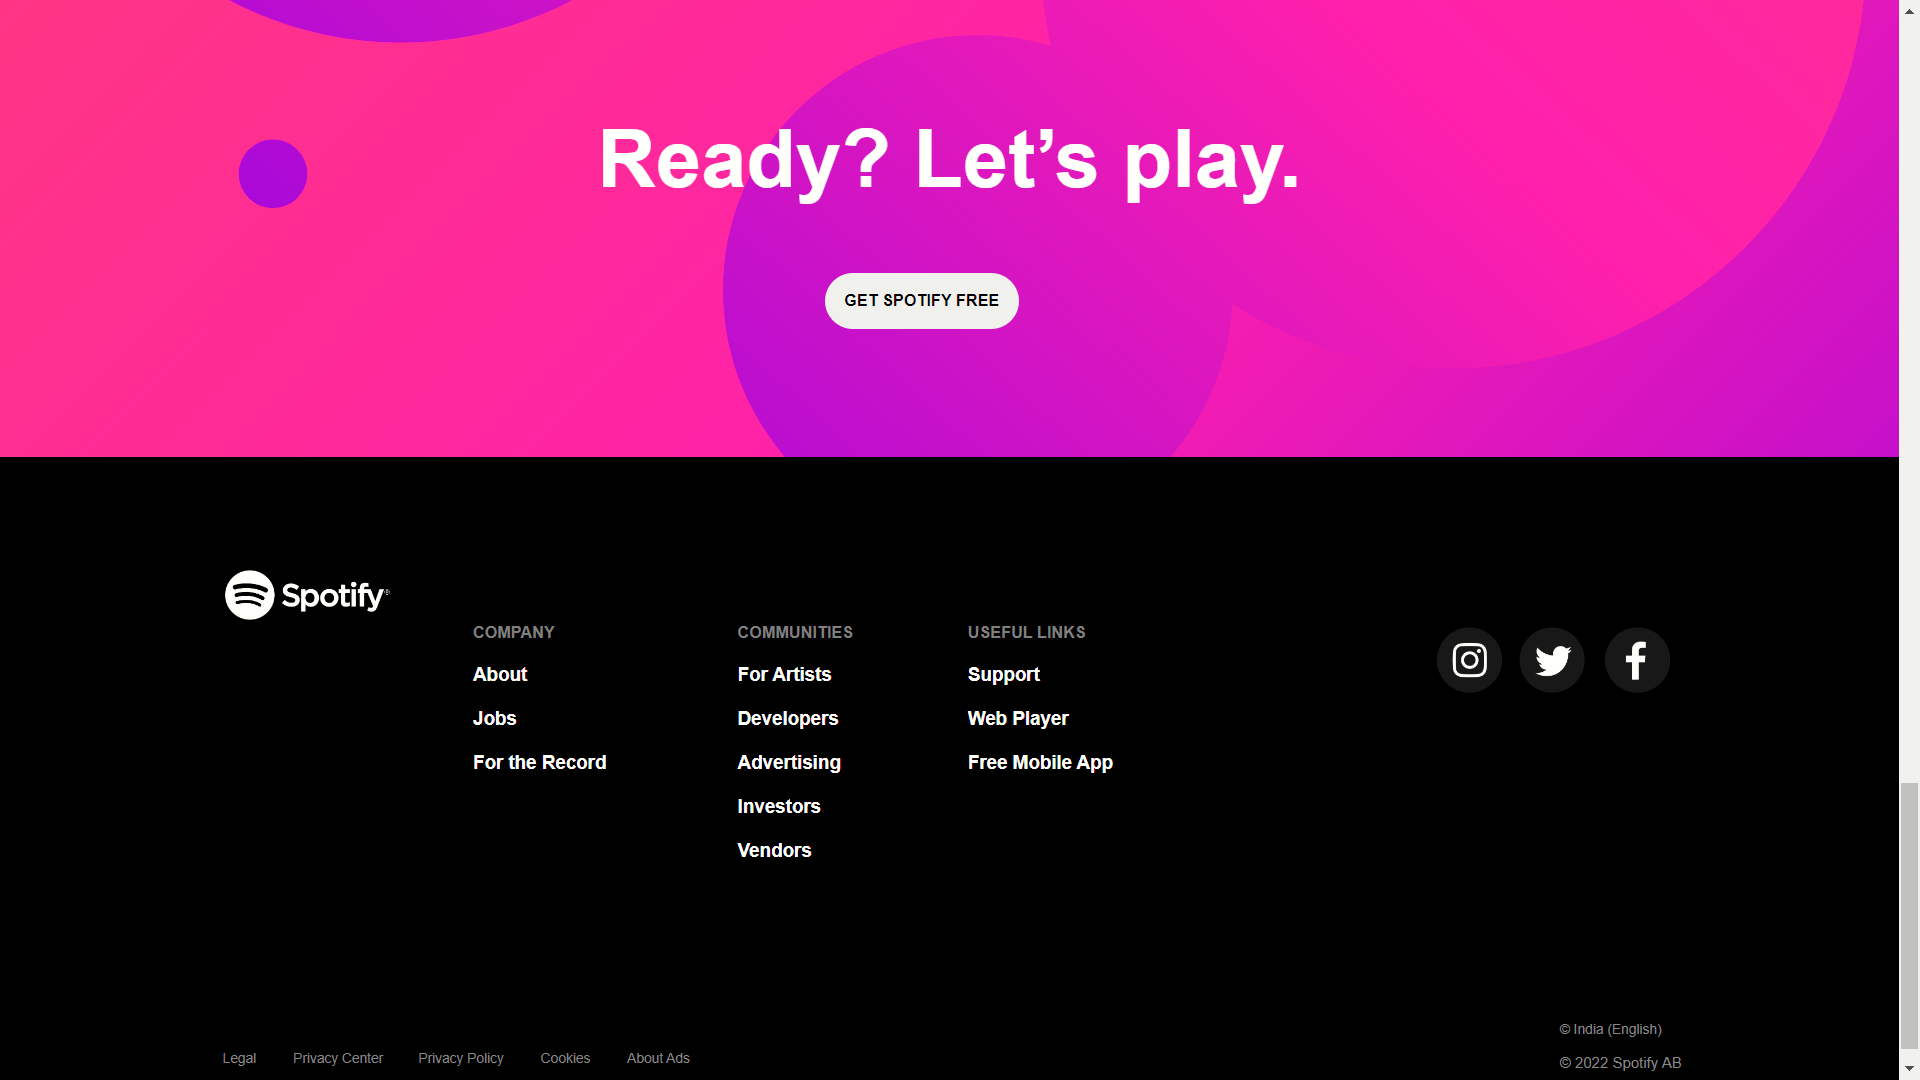 Ready? Let’s play.
GET SPOTIFY FREE
Spotify®
COMPANY
About
Jobs
For the Record
COMMUNITIES
For Artists
Developers
Advertising
Investors
Vendors
USEFUL LINKS
Support
Web Player
Free Mobile App
© India (English)
Legal Privacy Center Privacy Policy Cookies About Ads
© 2022 Spotify AB